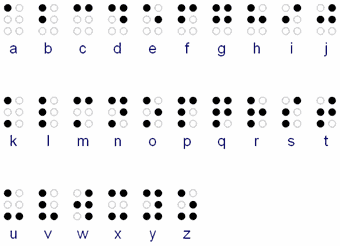 a b c d e f g h i j
k l m n o p q r s t
u v w x y z